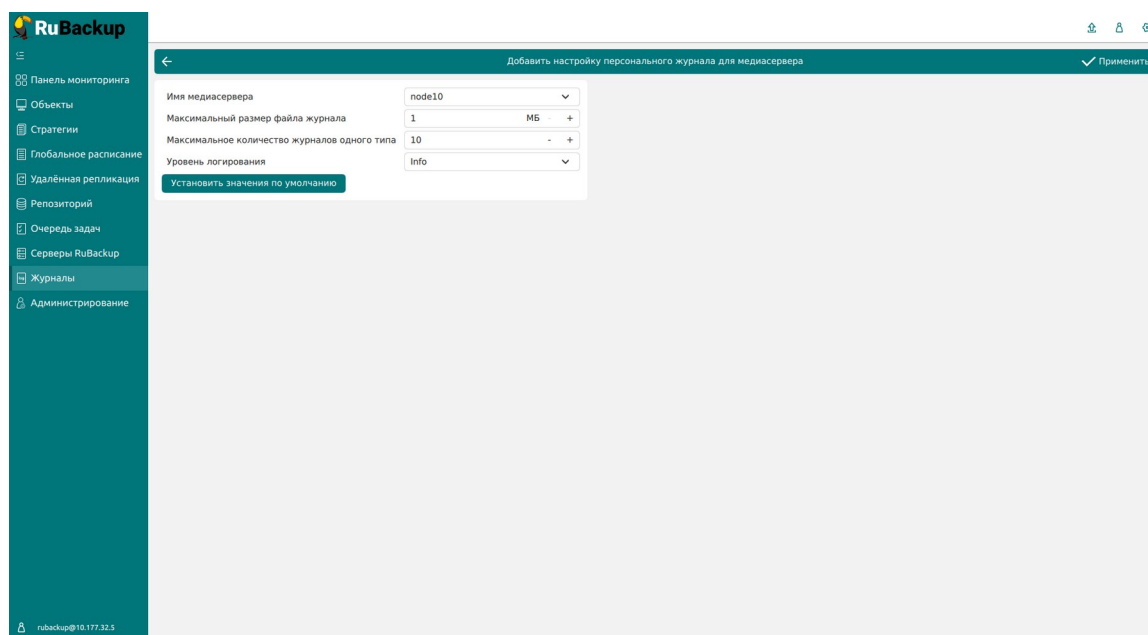 RuBackup
Добавить настройку персонального журнала для медиасервера
Применить
Панель мониторинга
Объекты
Стратегии
Глобальное расписание
Удалённая репликация
Репозиторий
Очередь задач
Серверы RuBackup
Журналы
Администрирование
Имя медиасервера node10
Максимальный размер файла журнала 1 МБ - +
Максимальное количество журналов одного типа 10 - +
Уровень логирования Info
Установить значения по умолчанию
rubackup@10.177.32.5